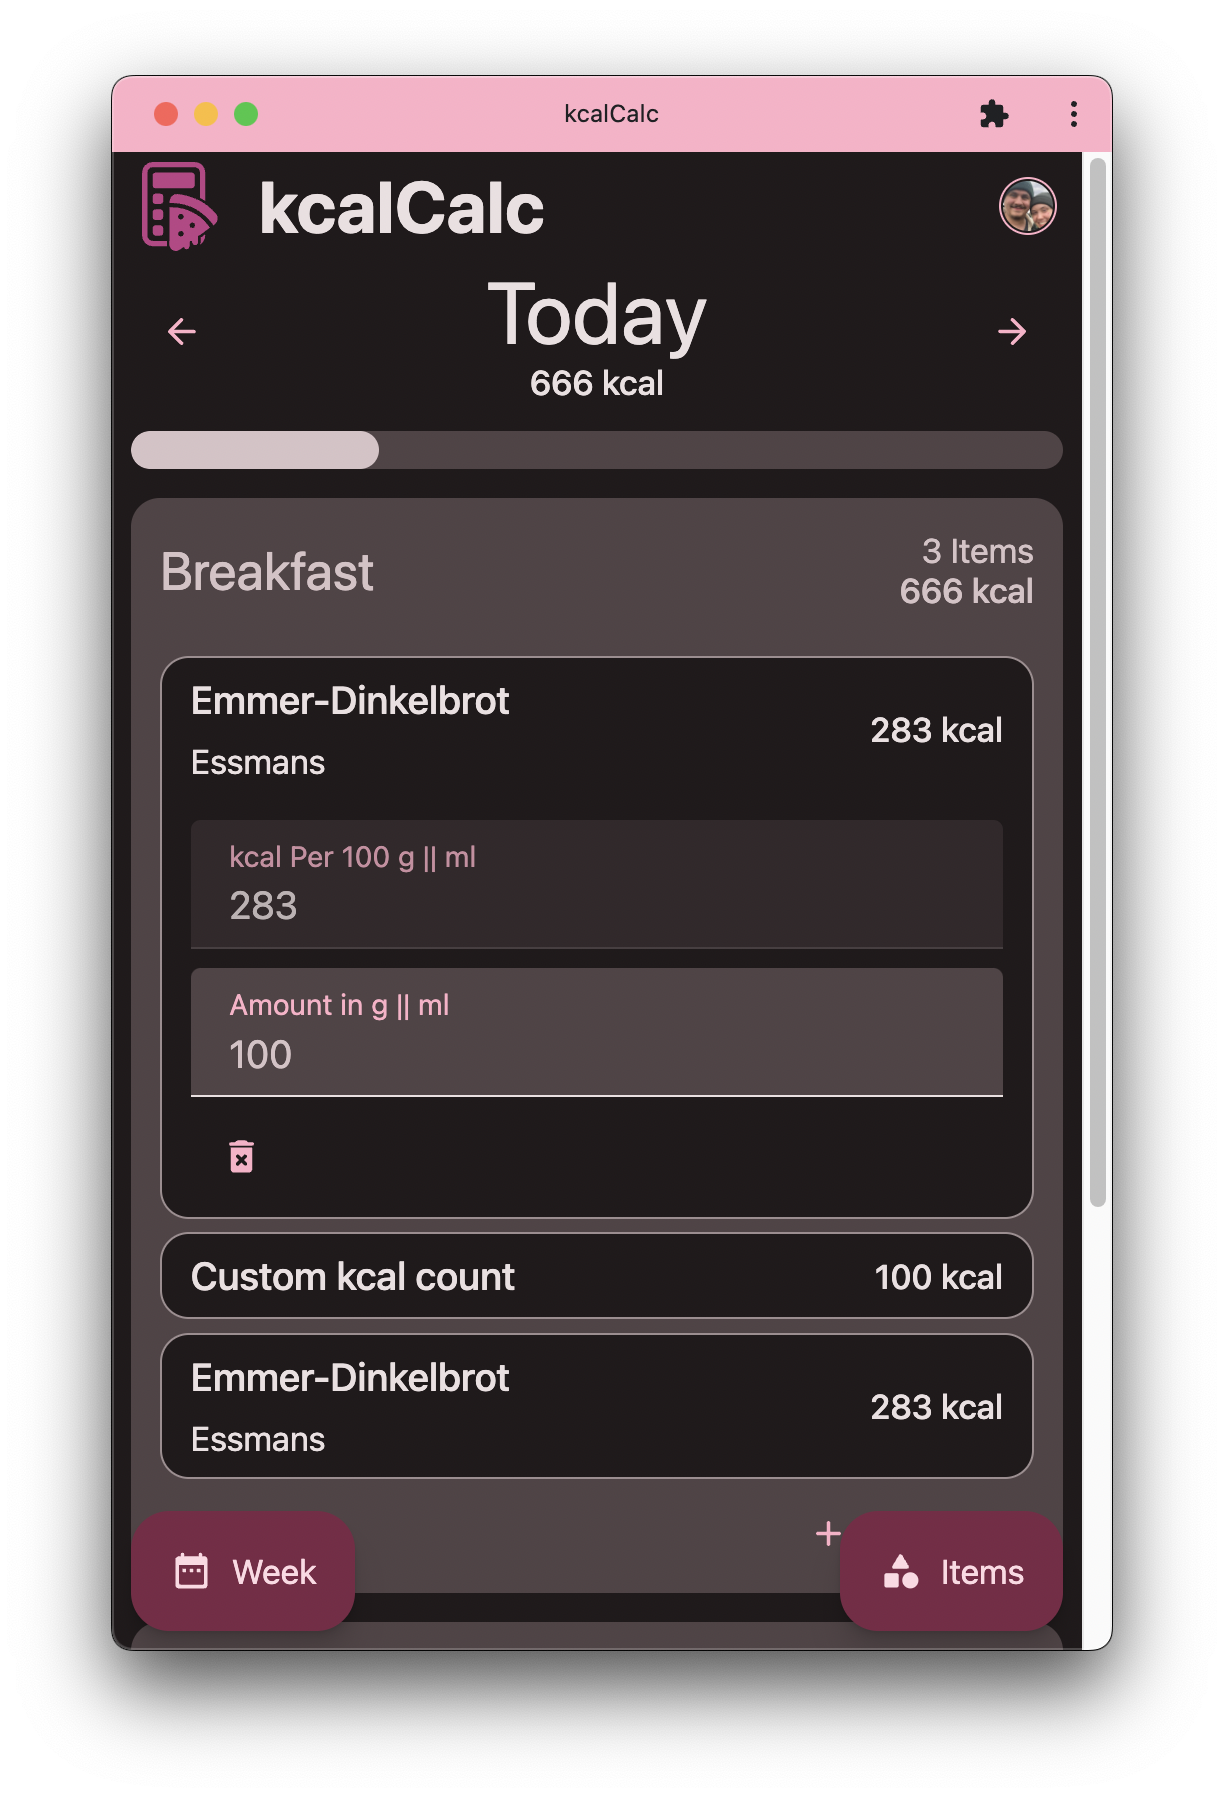 kcalCalc
kcalCalc
Today
666 kcal
Breakfast
3 Items
666 kcal
Emmer-Dinkelbrot
Essmans
283 kcal
kcal Per 100 g || ml
283
Amount in g || ml
100
Custom kcal count
100 kcal
Emmer-Dinkelbrot
Essmans
283 kcal
Week
Items